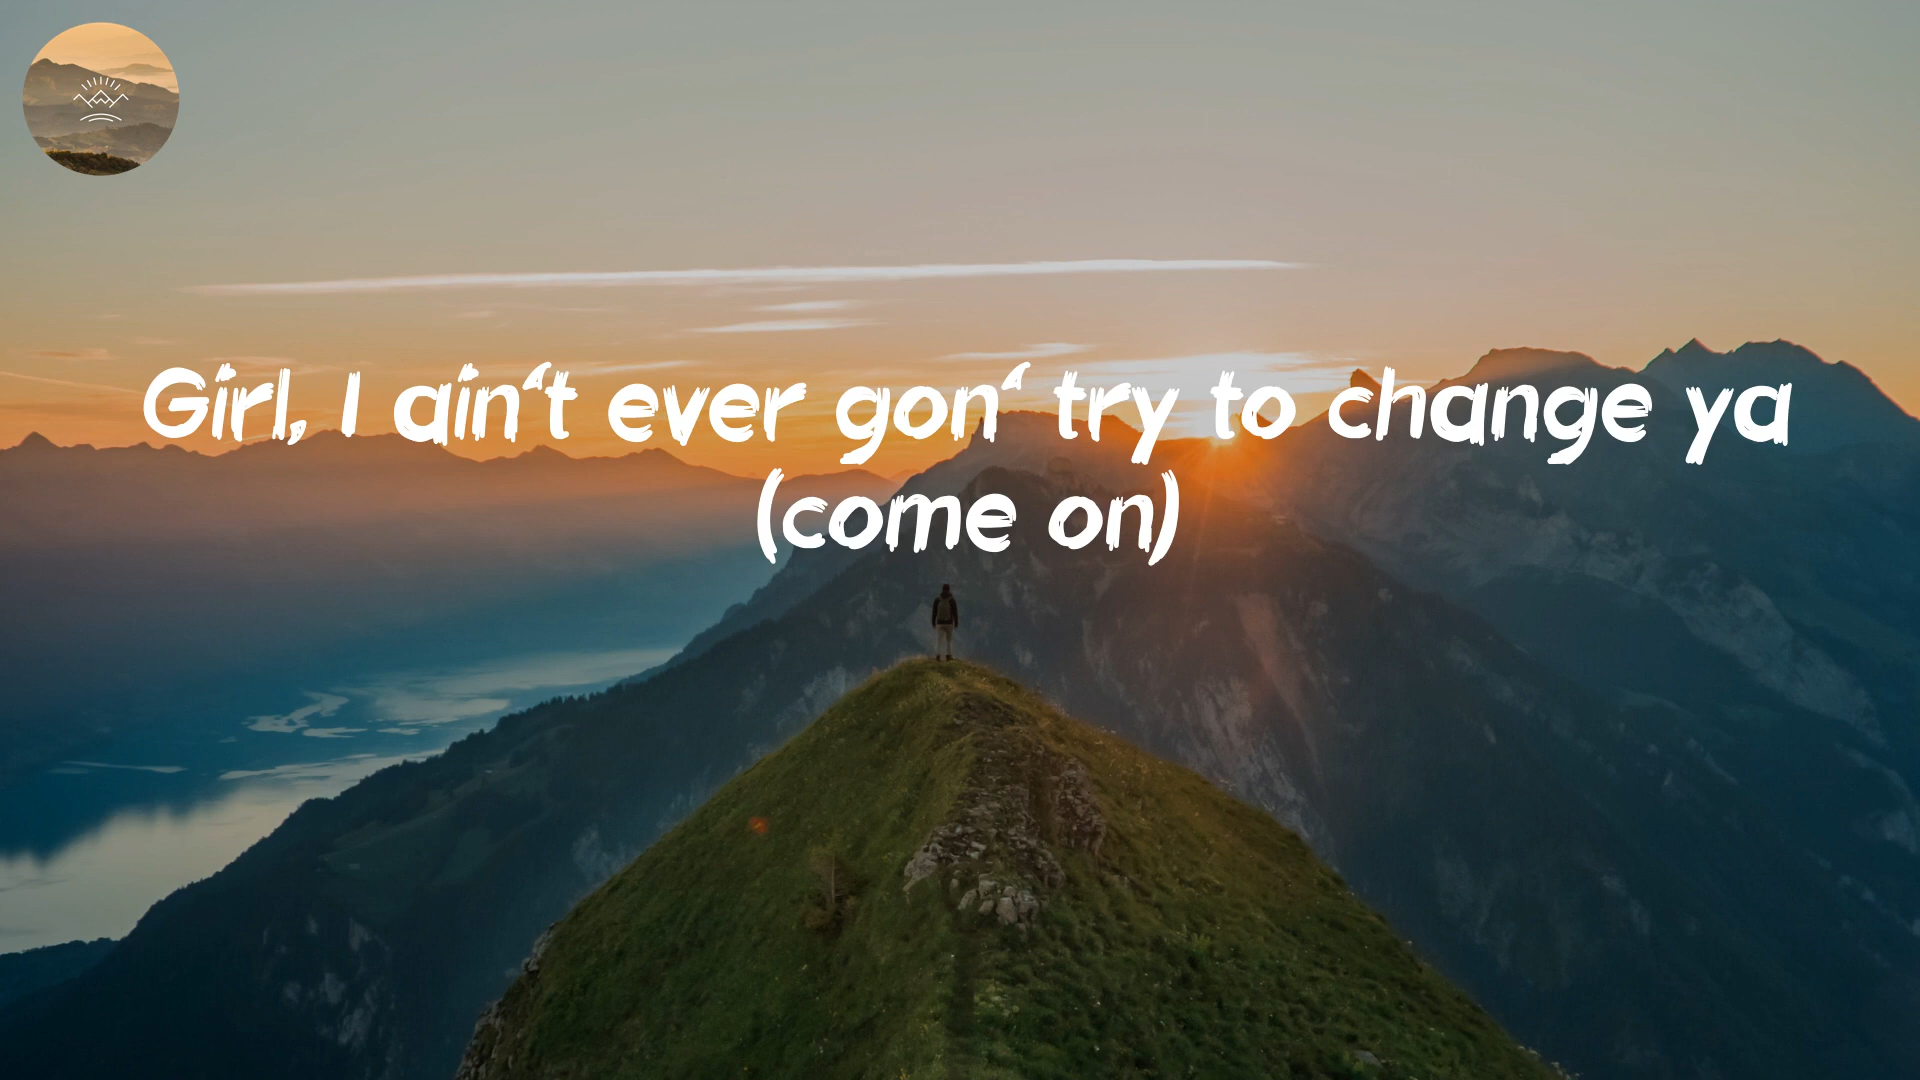 Girl, I ain‘t ever gon‘ try to change ya
(come on)